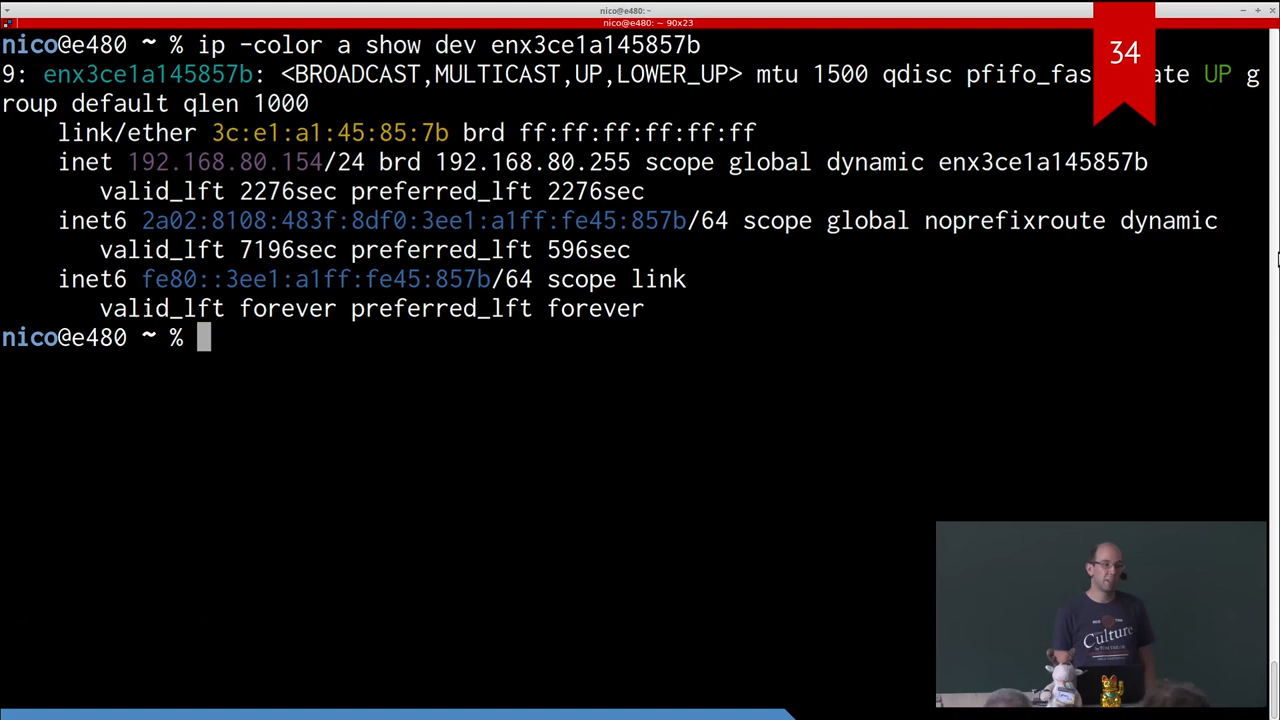 nico@e480: ~
nico@e480: ~ 90x23
34
nico@e480 ~ % ip -color a show dev enx3ce1a145857b
9: enx3ce1a145857b: <BROADCAST,MULTICAST,UP,LOWER_UP> mtu 1500 qdisc pfifo_fas ate UP g
roup default qlen 1000
link/ether 3c:e1:a1:45:85:7b brd ff:ff:ff:ff:ff:ff
inet 192.168.80.154/24 brd 192.168.80.255 scope global dynamic enx3ce1a145857b
valid_lft 2276sec preferred_lft 2276sec
inet6 2a02:8108:483f:8df0:3ee1:a1ff:fe45:857b/64 scope global noprefixroute dynamic
valid_lft 7196sec preferred_lft 596sec
inet6 fe80::3ee1:a1ff:fe45:857b/64 scope link
valid_lft forever preferred_lft forever
nico@e480 ~ %
Culture